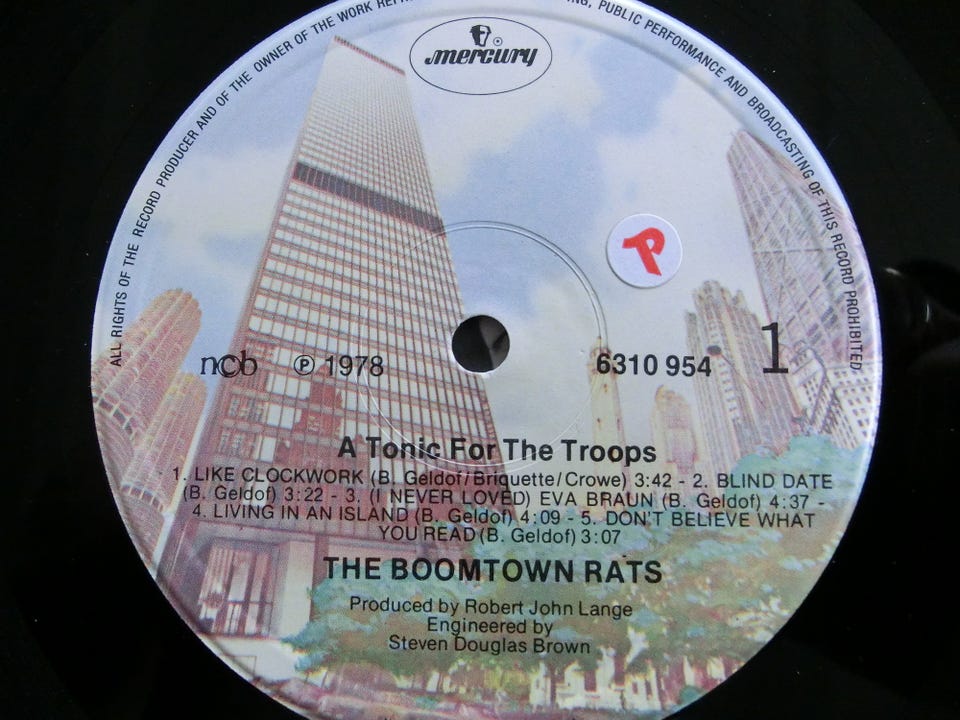 ALL RIGHTS OF THE RECORD PRODUCER AND OF THE OWNER OF THE WORK PUBLIC PERFORMANCE AND BROADCASTING OF THIS RECORD PROHIBITED
mercury
P
ncb ℗ 1978 6310 954 1
A Tonic For The Troops
1. LIKE CLOCKWORK (B. Geldof/Briquette/Crowe) 3:42 - 2. BLIND DATE
(B. Geldof) 3:22 - 3. (I NEVER LOVED) EVA BRAUN (B. Geldof) 4:37 -
4. LIVING IN AN ISLAND (B. Geldof) 4:09 - 5. DON'T BELIEVE WHAT
YOU READ (B. Geldof) 3:07
THE BOOMTOWN RATS
Produced by Robert John Lange
Engineered by
Steven Douglas Brown